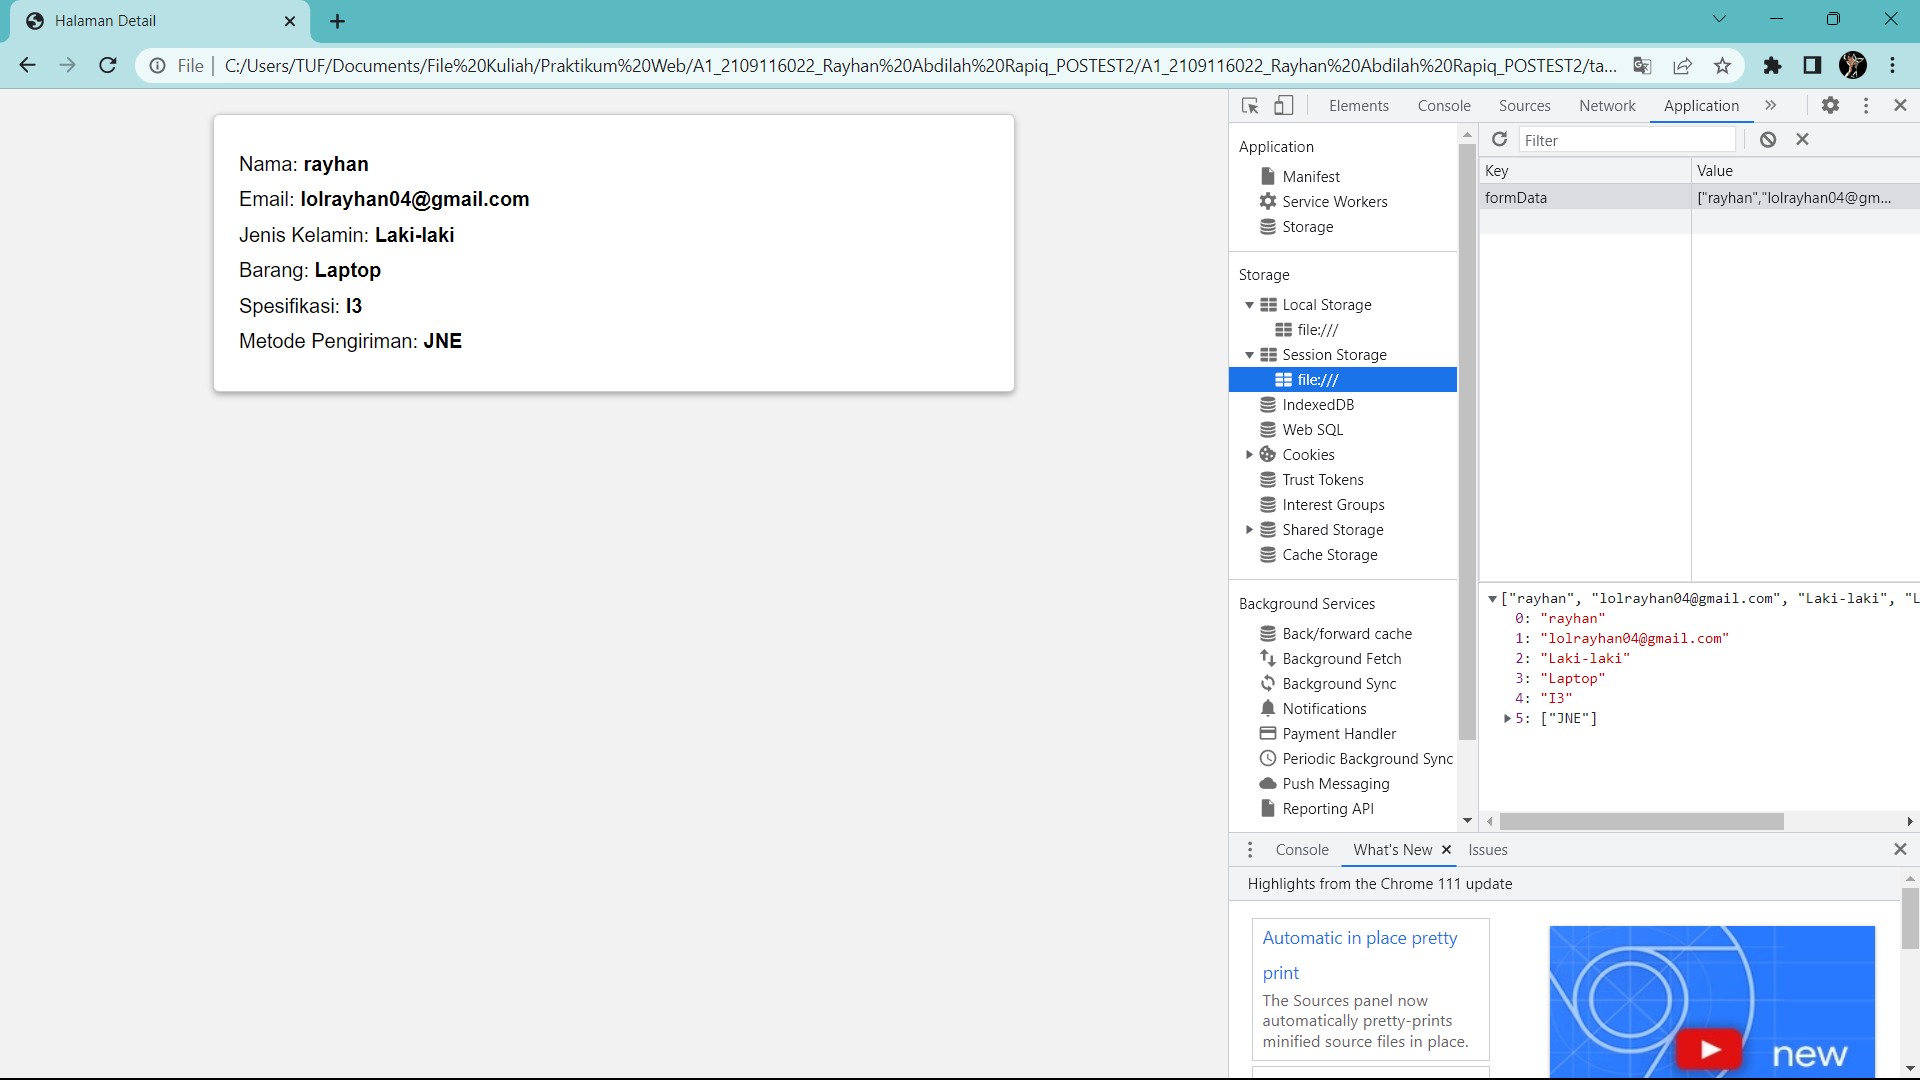 Halaman Detail
File
C:/Users/TUF/Documents/File%20Kuliah/Praktikum%20Web/A1_2109116022_Rayhan%20Abdilah%20Rapiq_POSTEST2/A1_2109116022_Rayhan%20Abdilah%20Rapiq_POSTEST2/ta...
Nama: rayhan
Email: lolrayhan04@gmail.com
Jenis Kelamin: Laki-laki
Barang: Laptop
Spesifikasi: I3
Metode Pengiriman: JNE
Elements Console Sources Network Application
Application
Manifest
Service Workers
Storage
Storage
Local Storage
file:///
Session Storage
file:///
IndexedDB
Web SQL
Cookies
Trust Tokens
Interest Groups
Shared Storage
Cache Storage
Background Services
Back/forward cache
Background Fetch
Background Sync
Notifications
Payment Handler
Periodic Background Sync
Push Messaging
Reporting API
Filter
Key Value
formData ["rayhan","lolrayhan04@gm...
["rayhan", "lolrayhan04@gmail.com", "Laki-laki", "L
0: "rayhan"
1: "lolrayhan04@gmail.com"
2: "Laki-laki"
3: "Laptop"
4: "I3"
5: ["JNE"]
Console What's New Issues
Highlights from the Chrome 111 update
Automatic in place pretty
print
The Sources panel now
automatically pretty-prints
minified source files in place.
new